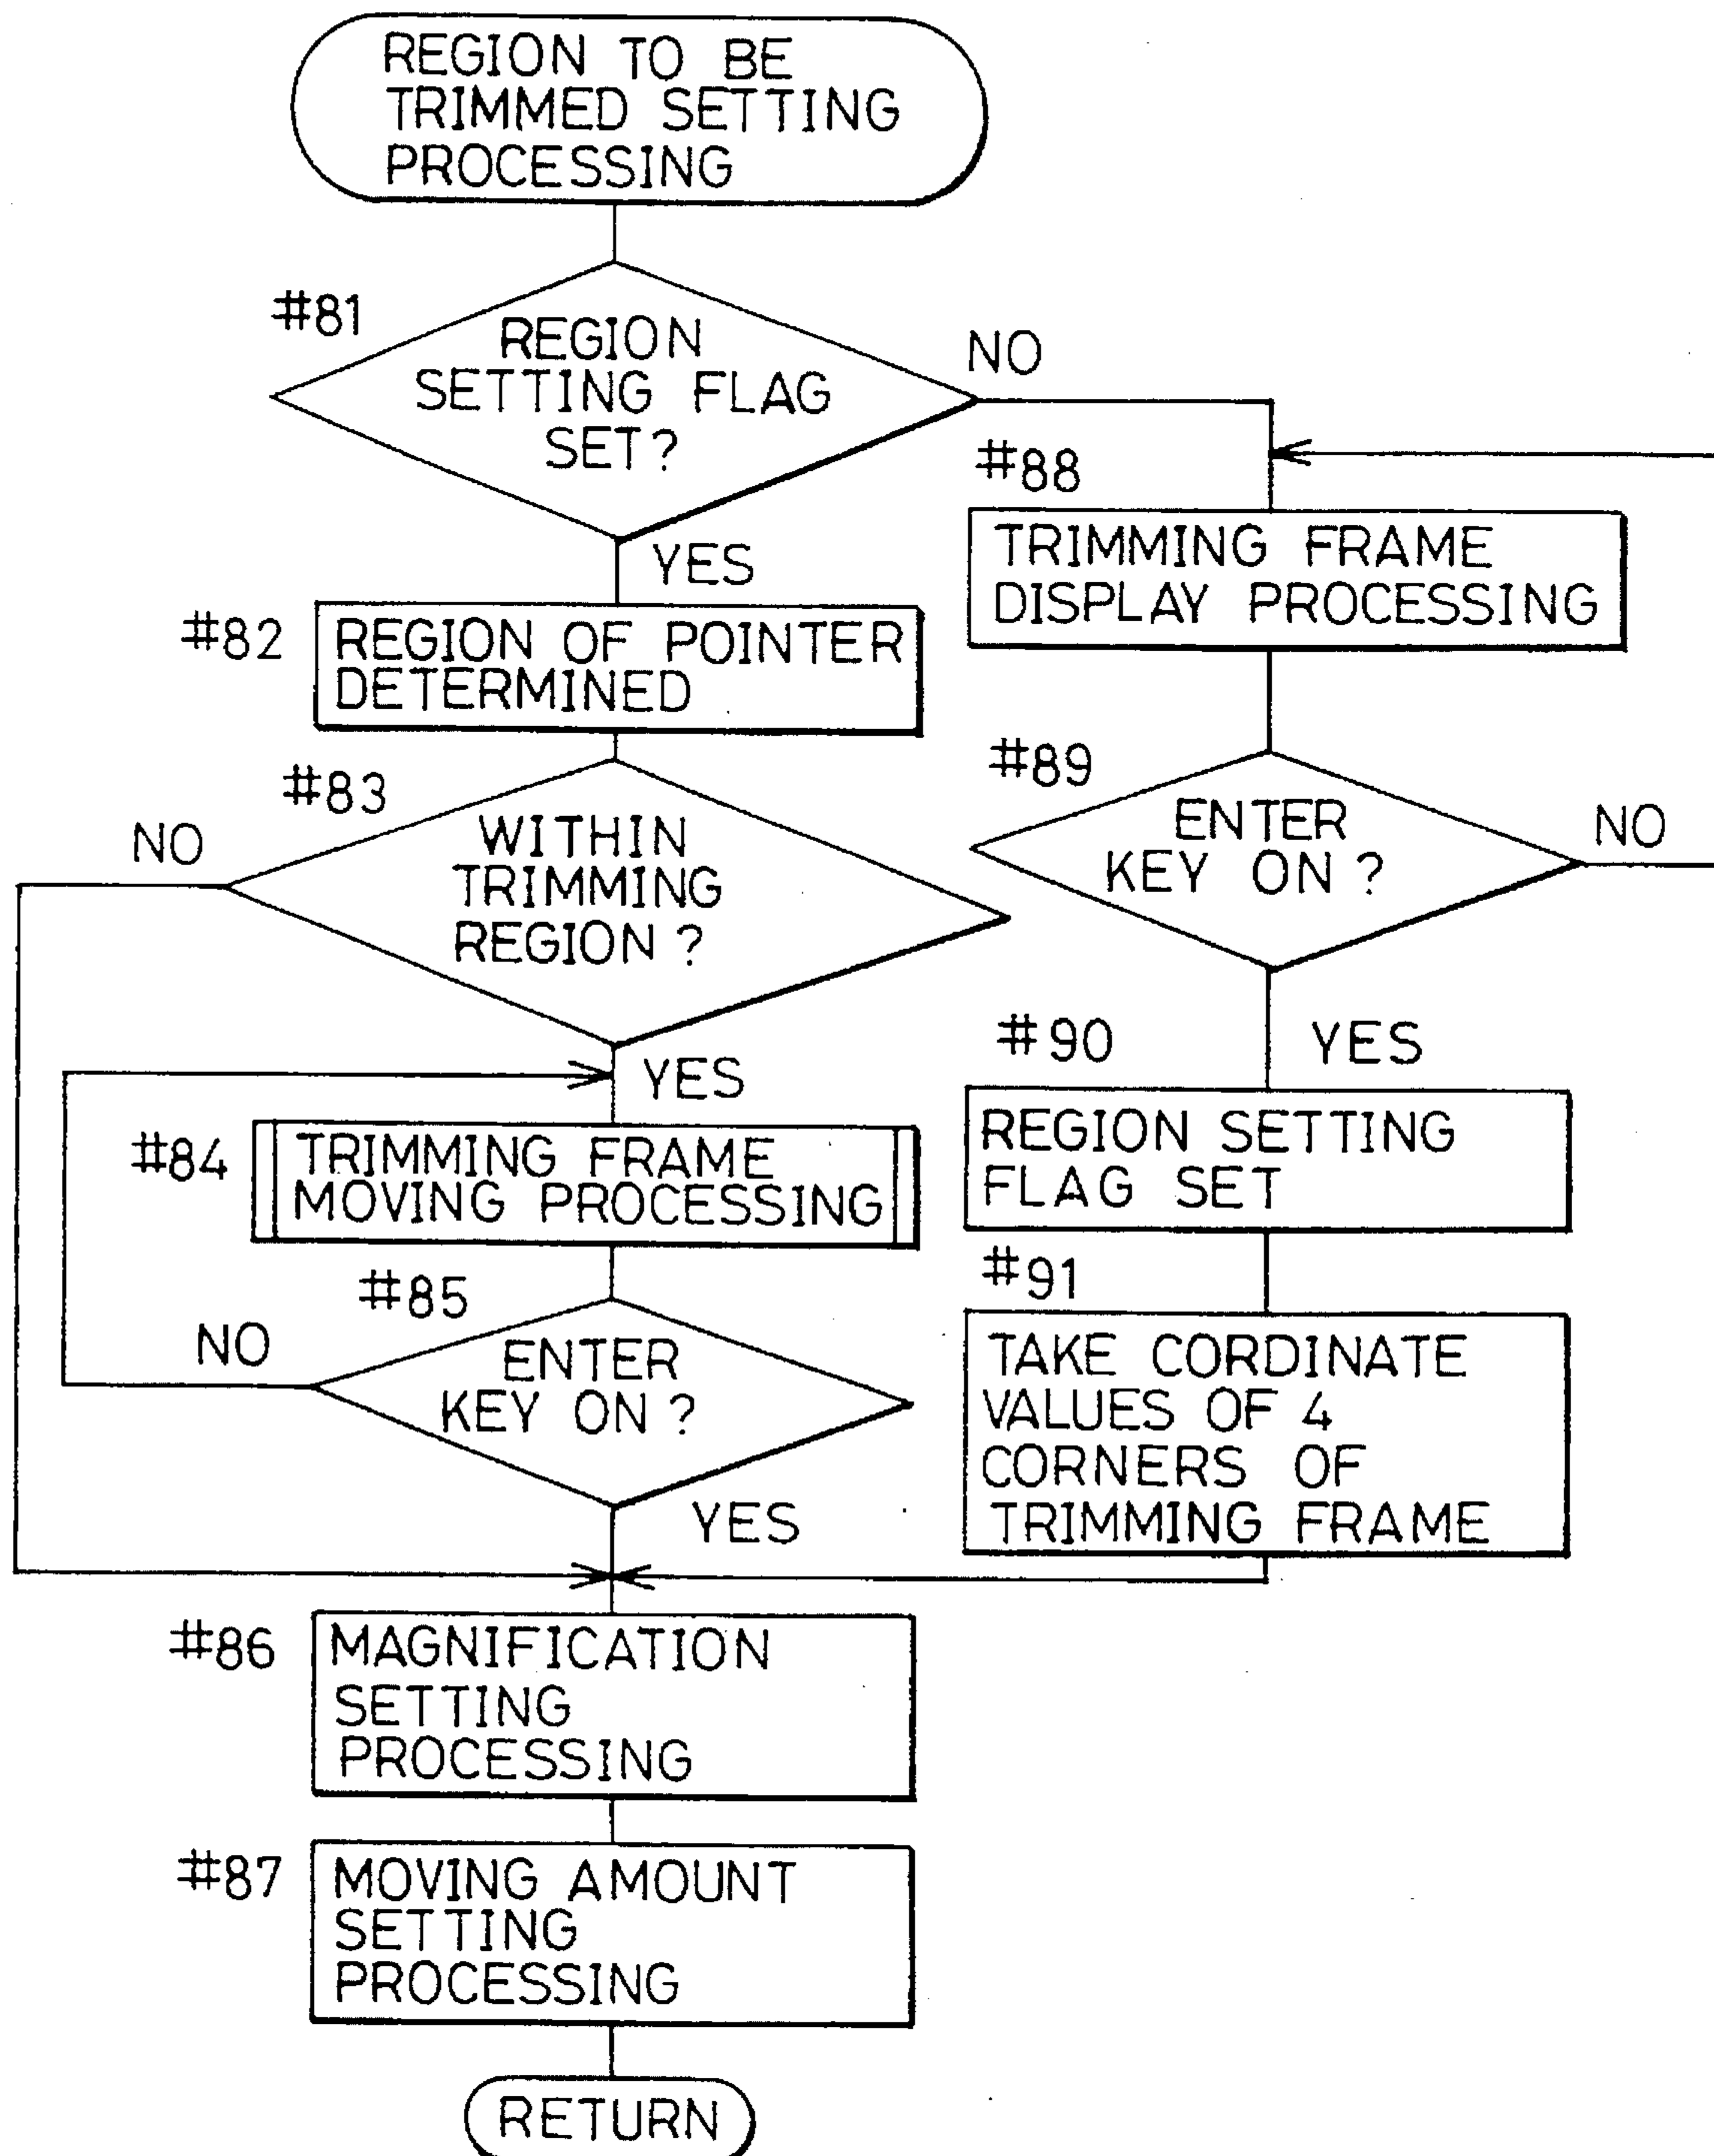 REGION TO BE
TRIMMED SETTING
PROCESSING
#81
REGION
SETTING FLAG
SET?
NO
YES
#82
REGION OF POINTER
DETERMINED
#83
WITHIN
TRIMMING
REGION?
NO
YES
#84
TRIMMING FRAME
MOVING PROCESSING
#85
ENTER
KEY ON?
NO
YES
#86
MAGNIFICATION
SETTING
PROCESSING
#87
MOVING AMOUNT
SETTING
PROCESSING
RETURN
#88
TRIMMING FRAME
DISPLAY PROCESSING
#89
ENTER
KEY ON?
NO
#90
YES
REGION SETTING
FLAG SET
#91
TAKE CORDINATE
VALUES OF 4
CORNERS OF
TRIMMING FRAME